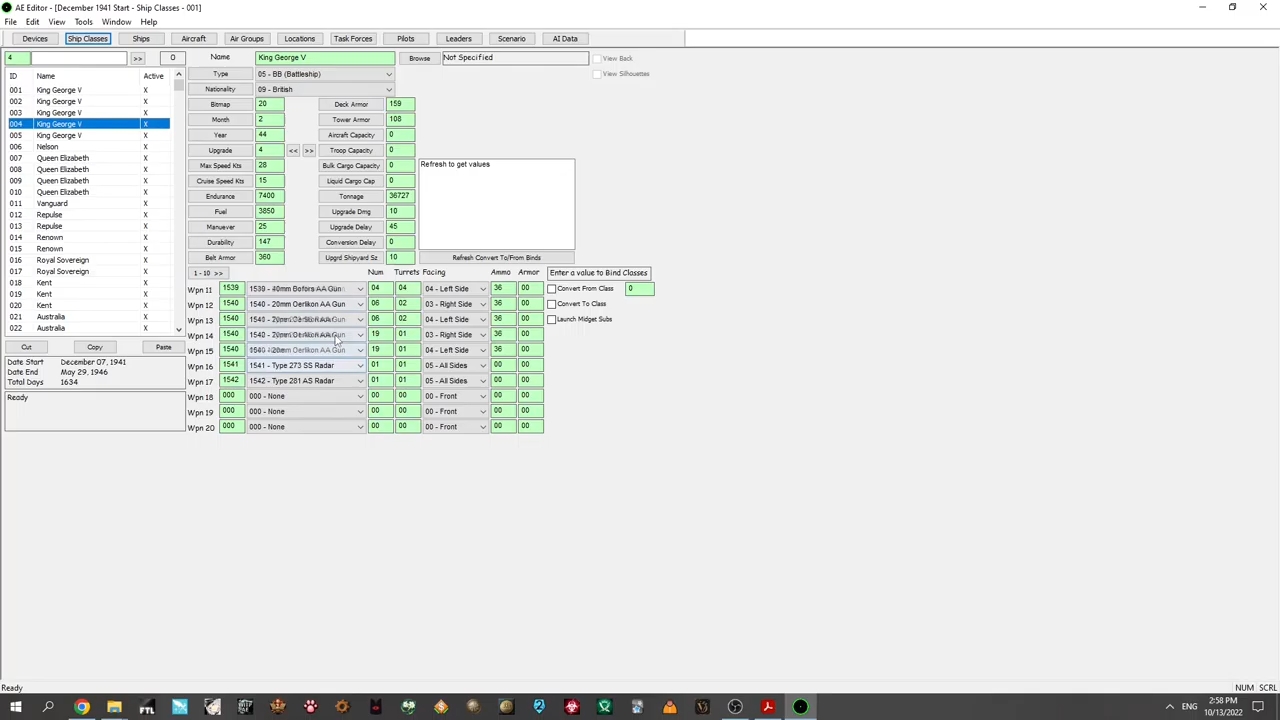 AE Editor - [December 1941 Start - Ship Classes - 001]
File Edit View Tools Window Help
Devices Ship Classes Ships Aircraft Air Groups Locations Task Forces Pilots Leaders Scenario AI Data
4 >> 0 Name King George V Browse Not Specified View Back
ID Name Active Type 05 - BB (Battleship) View Silhouettes
001 King George V X Nationality 09 - British
002 King George V X Bitmap 20 Deck Armor 159
003 King George V X Month 2 Tower Armor 108
004 King George V X Year 44 Aircraft Capacity 0
005 King George V X Upgrade 4 << >> Troop Capacity 0
006 Nelson X Max Speed Kts 28 Bulk Cargo Capacity 0 Refresh to get values
007 Queen Elizabeth X Cruise Speed Kts 15 Liquid Cargo Cap 0
008 Queen Elizabeth X Endurance 7400 Tonnage 36727
009 Queen Elizabeth X Fuel 3850 Upgrade Dmg 10
010 Queen Elizabeth X Manuever 25 Upgrade Delay 45
011 Vanguard X Durability 147 Conversion Delay 0
012 Repulse X Belt Armor 360 Upgrd Shipyard Sz 10 Refresh Convert To/From Binds
013 Repulse X
014 Renown X
015 Renown X
016 Royal Sovereign X
017 Royal Sovereign X
018 Kent X
019 Kent X
020 Kent X
021 Australia X
022 Australia X
1 - 10 >> Num Turrets Facing Ammo Armor Enter a value to Bind Classes
Wpn 11 1539 1539 - 40mm Bofors AA Gun 04 04 04 - Left Side 36 00 Convert From Class 0
Wpn 12 1540 1540 - 20mm Oerlikon AA Gun 06 02 03 - Right Side 36 00 Convert To Class
Wpn 13 1540 06 02 04 - Left Side 36 00 Launch Midget Subs
Wpn 14 1540 19 01 03 - Right Side 36 00
Wpn 15 1540 19 01 04 - Left Side 36 00
Wpn 16 1541 1541 - Type 273 SS Radar 01 01 05 - All Sides 00 00
Wpn 17 1542 1542 - Type 281 AS Radar 01 01 05 - All Sides 00 00
Wpn 18 000 000 - None 00 00 00 - Front 00 00
Wpn 19 000 000 - None 00 00 00 - Front 00 00
Wpn 20 000 000 - None 00 00 00 - Front 00 00
Cut Copy Paste
Date Start December 07, 1941
Date End May 29, 1946
Total Days 1634
Ready
Ready NUM SCRL
FTL ENG 2:58 PM
10/13/2022